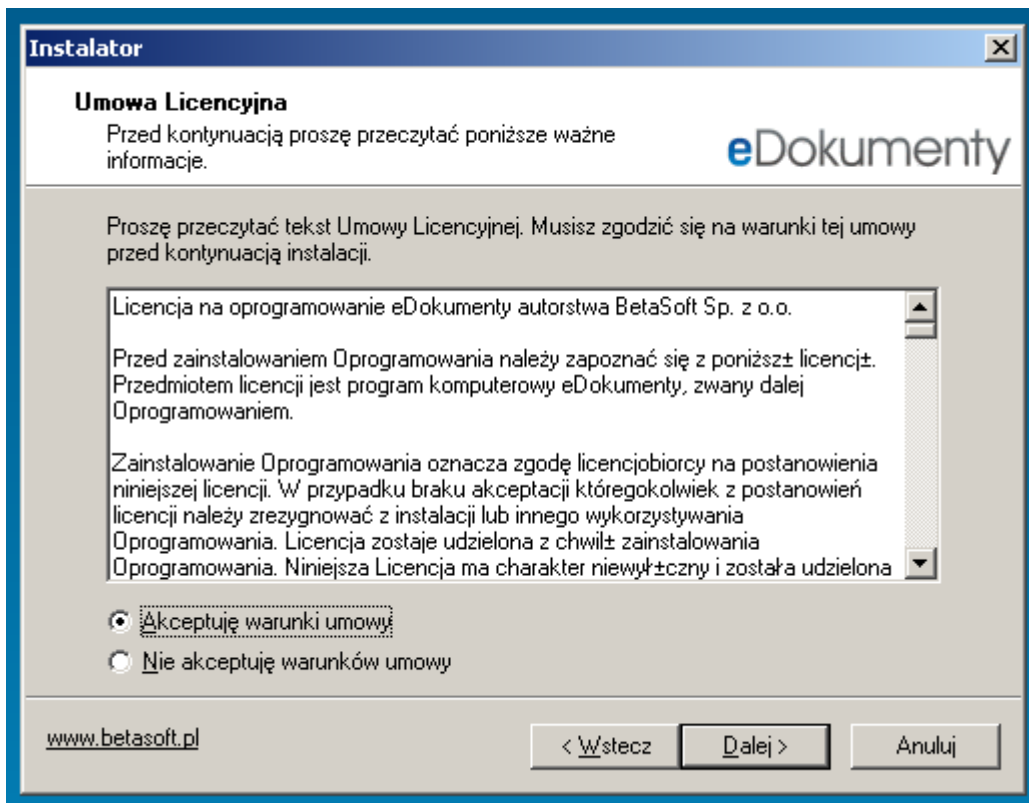 Instalator
Umowa Licencyjna
Przed kontynuacją proszę przeczytać poniższe ważne
informacje.
eDokumenty
Proszę przeczytać tekst Umowy Licencyjnej. Musisz zgodzić się na warunki tej umowy
przed kontynuacją instalacji.
Licencja na oprogramowanie eDokumenty autorstwa BetaSoft Sp. z o.o.
Przed zainstalowaniem Oprogramowania należy zapoznać się z poniższ± licencj±.
Przedmiotem licencji jest program komputerowy eDokumenty, zwany dalej
Oprogramowaniem.
Zainstalowanie Oprogramowania oznacza zgodę licencjobiorcy na postanowienia
niniejszej licencji. W przypadku braku akceptacji któregokolwiek z postanowień
licencji należy zrezygnować z instalacji lub innego wykorzystywania
Oprogramowania. Licencja zostaje udzielona z chwil± zainstalowania
Oprogramowania. Niniejsza Licencja ma charakter niewył±czny i została udzielona
Akceptuję warunki umowy
Nie akceptuję warunków umowy
www.betasoft.pl
< Wstecz
Dalej >
Anuluj